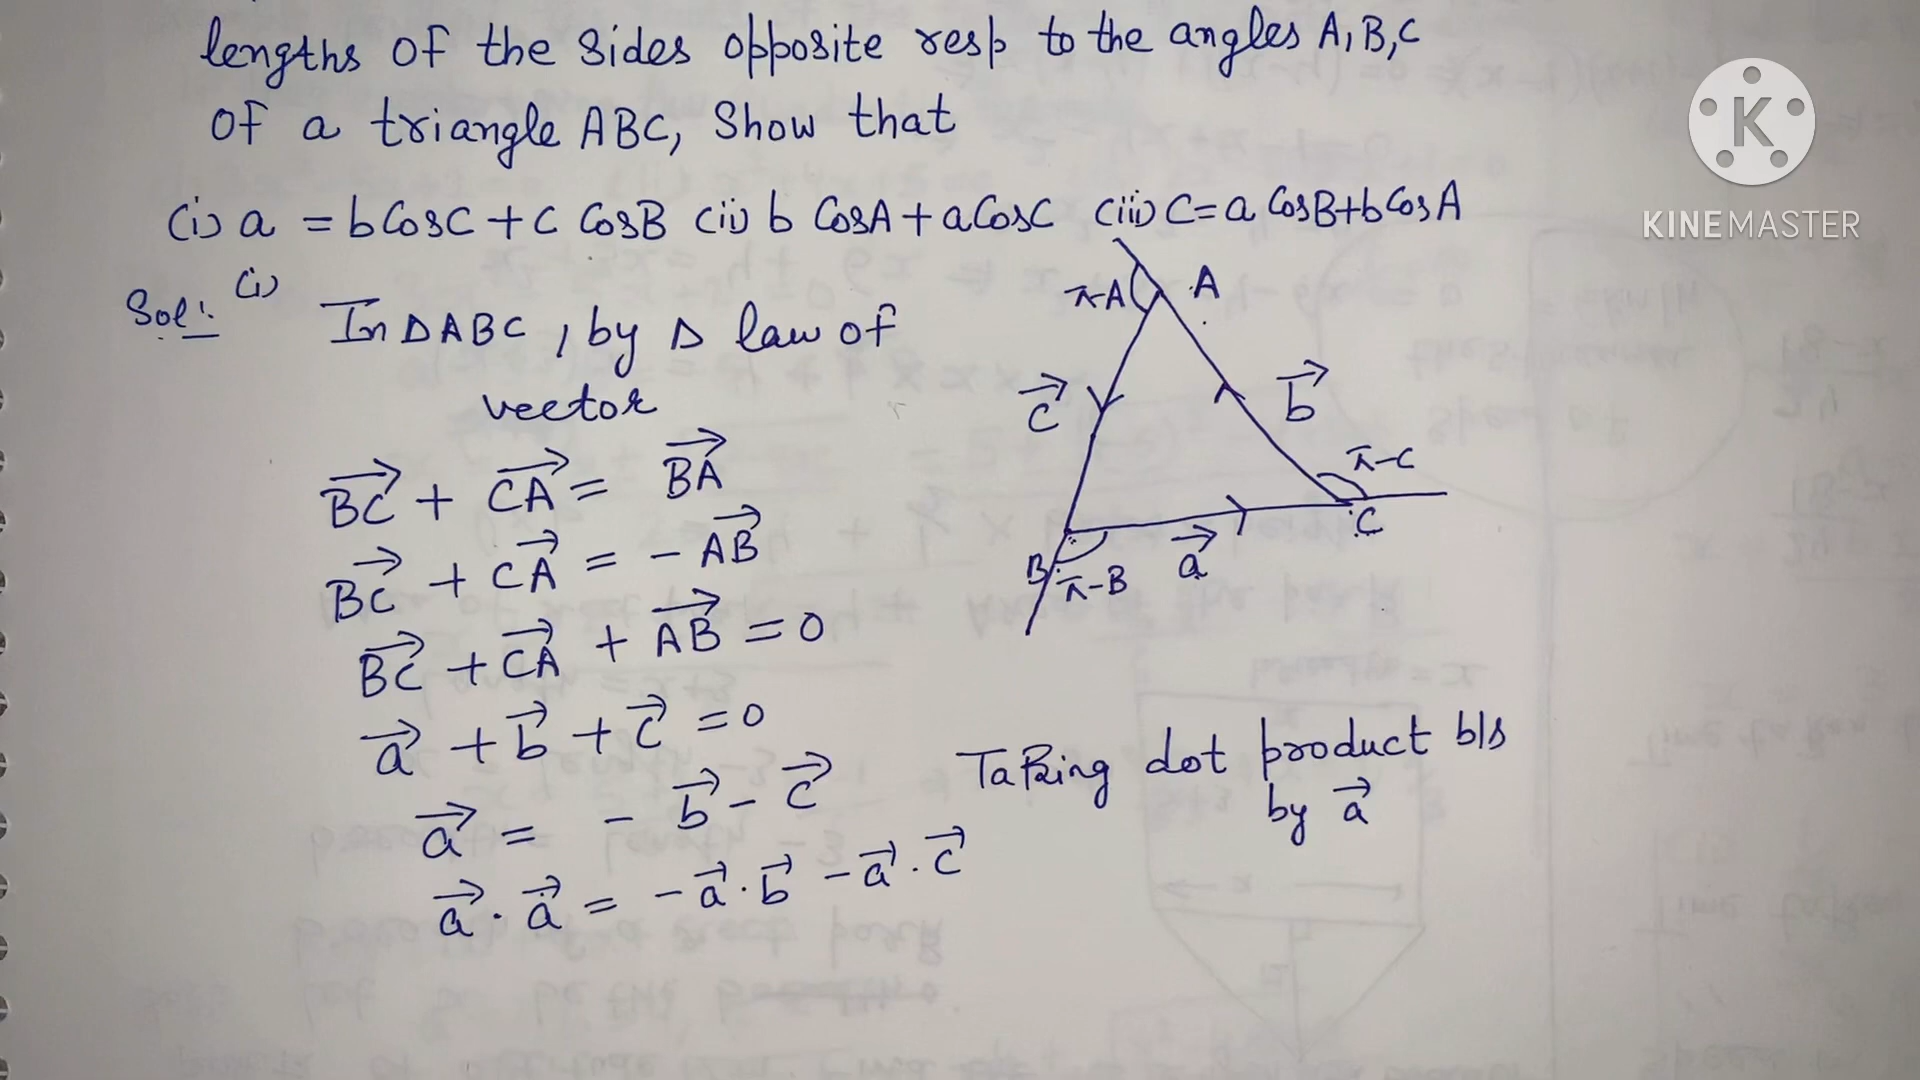 lengths of the sides opposite resp to the angles A, B, C
of a triangle ABC, Show that
(i) a = b Cos C + c Cos B (ii) b Cos A + a Cos C (iii) C = a Cos B + b Cos A
Sol: (i)
In Δ ABC, by Δ law of
vector
BC→ + CA→ = BA→
BC→ + CA→ = - AB→
BC→ + CA→ + AB→ = 0
a→ + b→ + c→ = 0
a→ = - b→ - c→
a→ . a→ = - a→ . b→ - a→ . c→
Taking dot product b/s
by a→
π-A
A
c→
b→
π-C
C
B
π-B
a→
K
KINEMASTER